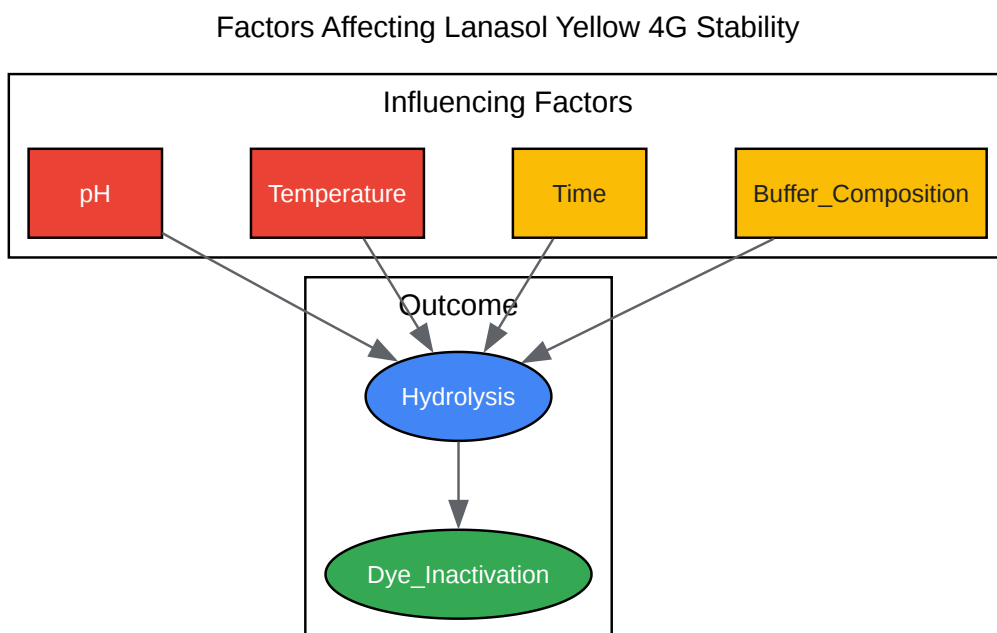 Factors Affecting Lanasol Yellow 4G Stability
Influencing Factors
pH
Temperature
Time
Buffer_Composition
Outcome
Hydrolysis
Dye_Inactivation